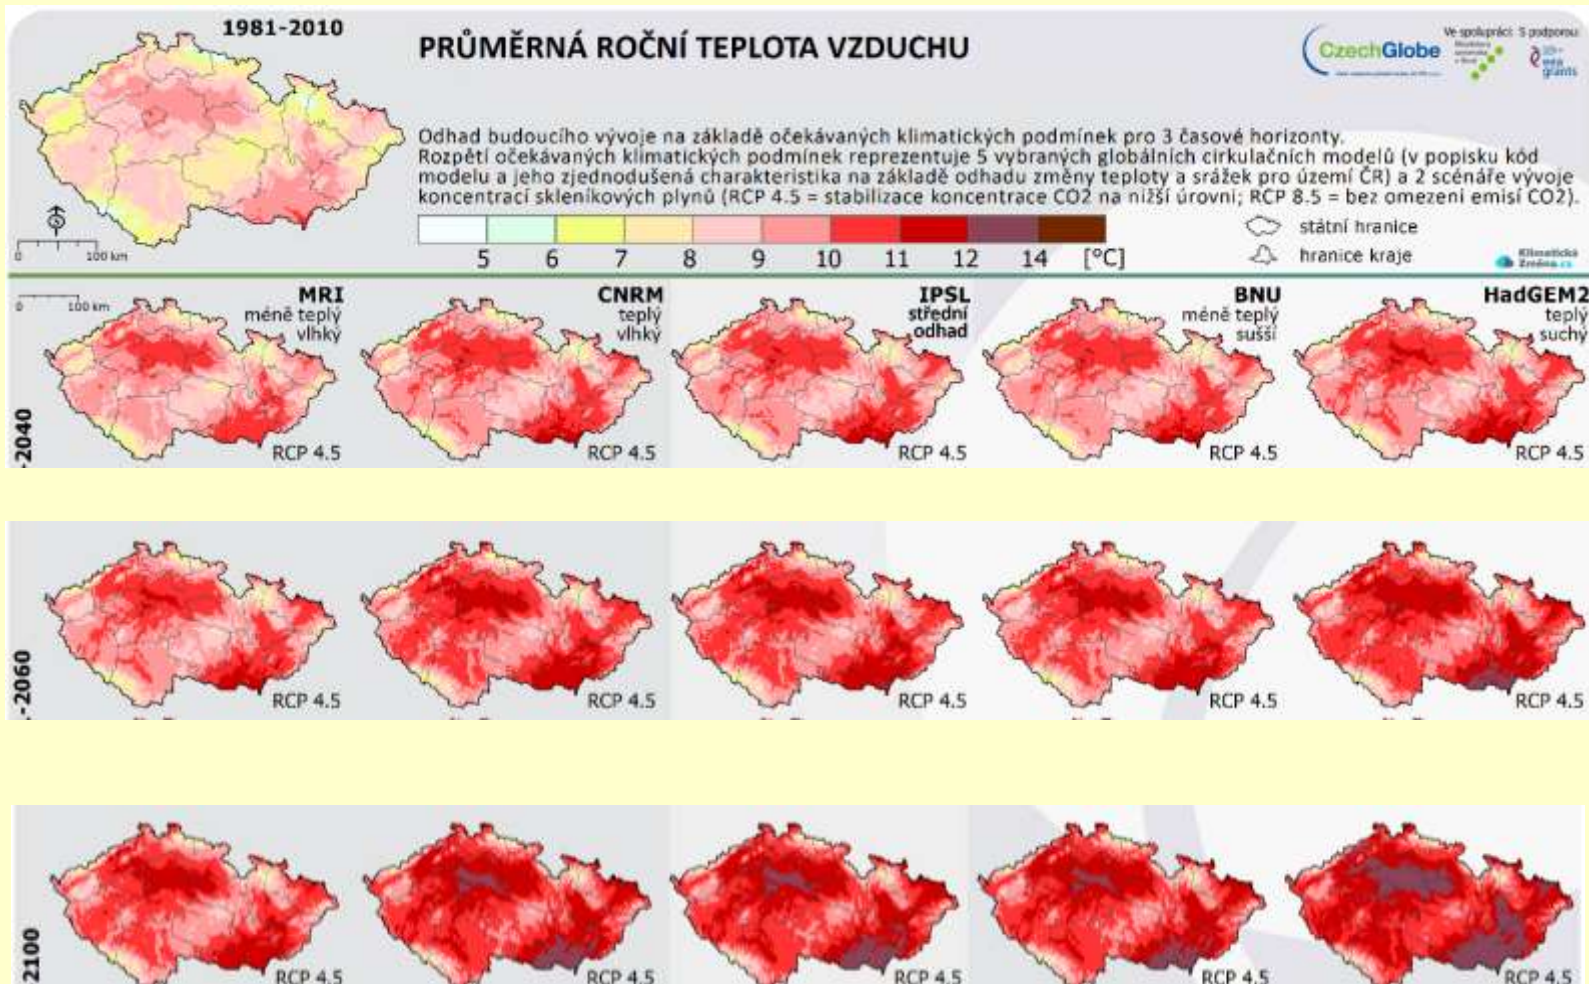 1981-2010
PRŮMĚRNÁ ROČNÍ TEPLOTA VZDUCHU
CzechGlobe
Ve spolupráci: S podporou:
eea
grants
Odhad budoucího vývoje na základě očekávaných klimatických podmínek pro 3 časové horizonty.
Rozpětí očekávaných klimatických podmínek reprezentuje 5 vybraných globálních cirkulačních modelů (v popisku kód
modelu a jeho zjednodušená charakteristika na základě odhadu změny teploty a srážek pro území ČR) a 2 scénáře vývoje
koncentrací skleníkových plynů (RCP 4.5 = stabilizace koncentrace CO2 na nižší úrovni; RCP 8.5 = bez omezení emisí CO2).
0 100 km
5 6 7 8 9 10 11 12 14 [°C]
státní hranice
hranice kraje
Klimatická
Změna.cz
0 100 km
MRI
méně teplý
vlhký
CNRM
teplý
vlhký
IPSL
střední
odhad
BNU
méně teplý
sušší
HadGEM2
teplý
suchý
-2040
RCP 4.5 RCP 4.5 RCP 4.5 RCP 4.5 RCP 4.5
-2060
RCP 4.5 RCP 4.5 RCP 4.5 RCP 4.5 RCP 4.5
2100
RCP 4.5 RCP 4.5 RCP 4.5 RCP 4.5 RCP 4.5